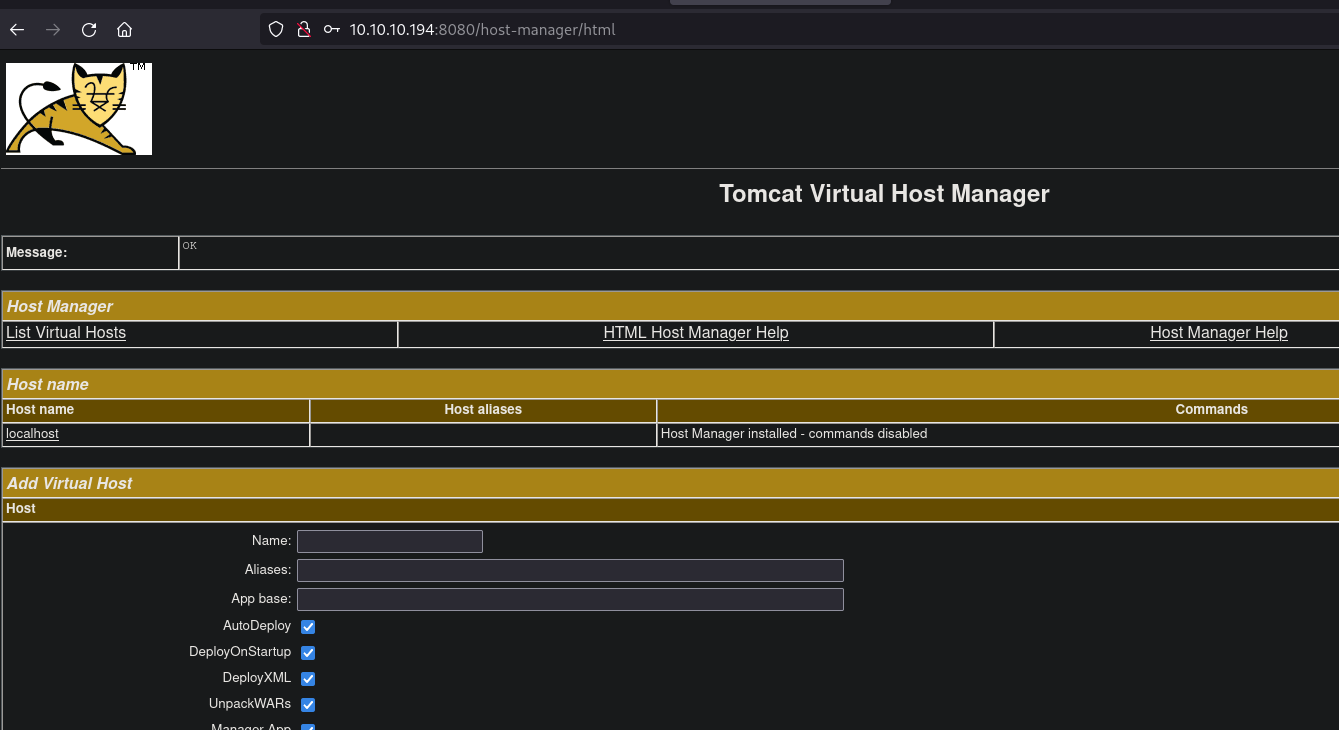 10.10.10.194:8080/host-manager/html
TM
Tomcat Virtual Host Manager
Message: OK
Host Manager
List Virtual Hosts HTML Host Manager Help Host Manager Help
Host name
Host name Host aliases Commands
localhost Host Manager installed - commands disabled
Add Virtual Host
Host
Name:
Aliases:
App base:
AutoDeploy
DeployOnStartup
DeployXML
UnpackWARs
Manager App